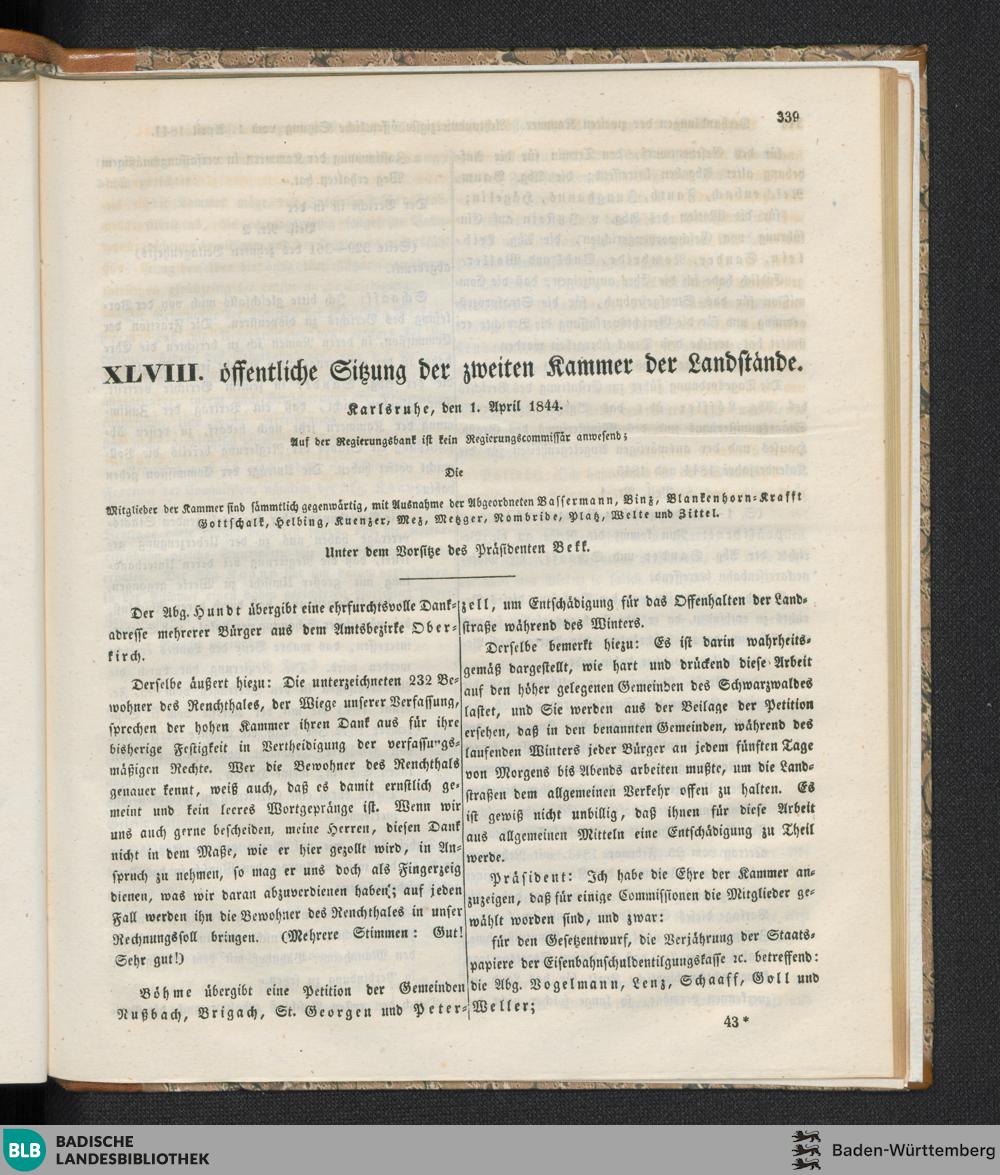 339
XLVIII. öffentliche Sitzung der zweiten Kammer der Landstände.
Karlsruhe, den 1. April 1844.
Auf der Regierungsbank ist kein Regierungscommissär anwesend;
Die
Mitglieder der Kammer sind sämmtlich gegenwärtig, mit Ausnahme der Abgeordneten Bassermann, Binz, Blankenhorn-Krafft
Gottschalk, Helbing, Kuenzer, Mez, Metzger, Rombride, Platz, Welte und Zittel.
Unter dem Vorsitze des Präsidenten Bekk.
Der Abg. Hundt übergibt eine ehrfurchtsvolle Dank-
adresse mehrerer Bürger aus dem Amtsbezirke Ober-
kirch.
Derselbe äußert hiezu: Die unterzeichneten 232 Be-
wohner des Renchthales, der Wiege unserer Verfassung,
sprechen der hohen Kammer ihren Dank aus für ihre
bisherige Festigkeit in Vertheidigung der verfassungs-
mäßigen Rechte. Wer die Bewohner des Renchthals
genauer kennt, weiß auch, daß es damit ernstlich ge-
meint und kein leeres Wortgepränge ist. Wenn wir
uns auch gerne bescheiden, meine Herren, diesen Dank
nicht in dem Maße, wie er hier gezollt wird, in An-
spruch zu nehmen, so mag er uns doch als Fingerzeig
dienen, was wir daran abzuverdienen haben; auf jeden
Fall werden ihn die Bewohner des Renchthales in unser
Rechnungssoll bringen. (Mehrere Stimmen: Gut!
Sehr gut!)
Böhme übergibt eine Petition der Gemeinden
Nußbach, Brigach, St. Georgen und Peter-
zell, um Entschädigung für das Offenhalten der Land-
straße während des Winters.
Derselbe bemerkt hiezu: Es ist darin wahrheits-
gemäß dargestellt, wie hart und drückend diese Arbeit
auf den höher gelegenen Gemeinden des Schwarzwaldes
lastet, und Sie werden aus der Beilage der Petition
ersehen, daß in den benannten Gemeinden, während des
laufenden Winters jeder Bürger an jedem fünften Tage
von Morgens bis Abends arbeiten mußte, um die Land-
straßen dem allgemeinen Verkehr offen zu halten. Es
ist gewiß nicht unbillig, daß ihnen für diese Arbeit
aus allgemeinen Mitteln eine Entschädigung zu Theil
werde.
Präsident: Ich habe die Ehre der Kammer an-
zuzeigen, daß für einige Commissionen die Mitglieder ge-
wählt worden sind, und zwar:
für den Gesetzentwurf, die Verjährung der Staats-
papiere der Eisenbahnschuldentilgungskasse ꝛc. betreffend:
die Abg. Vogelmann, Lenz, Schaaff, Goll und
Weller;
43*
BLB BADISCHE
LANDESBIBLIOTHEK
Baden-Württemberg